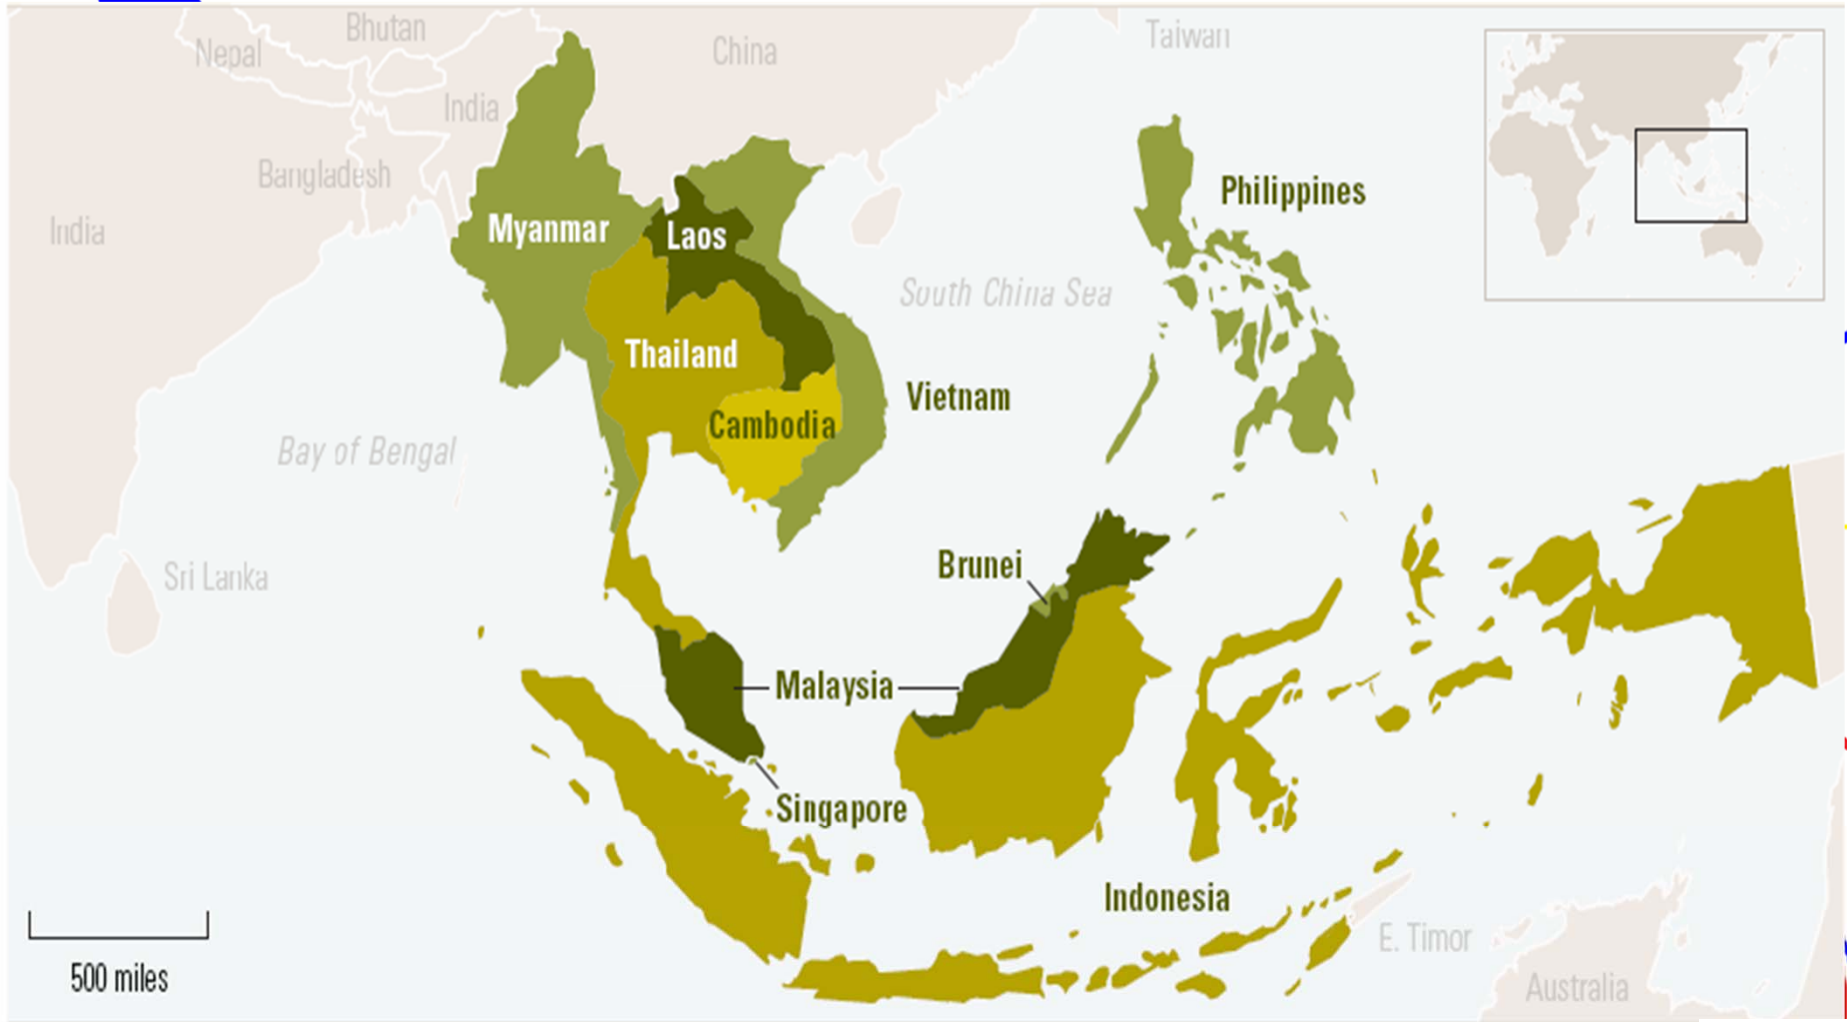 Bhutan
Taiwan
Nepal
China
India
Bangladesh
Philippines
India
Myanmar
Laos
South China Sea
Thailand
Vietnam
Cambodia
Bay of Bengal
Brunei
Sri Lanka
Malaysia
Singapore
Indonesia
E. Timor
500 miles
Australia